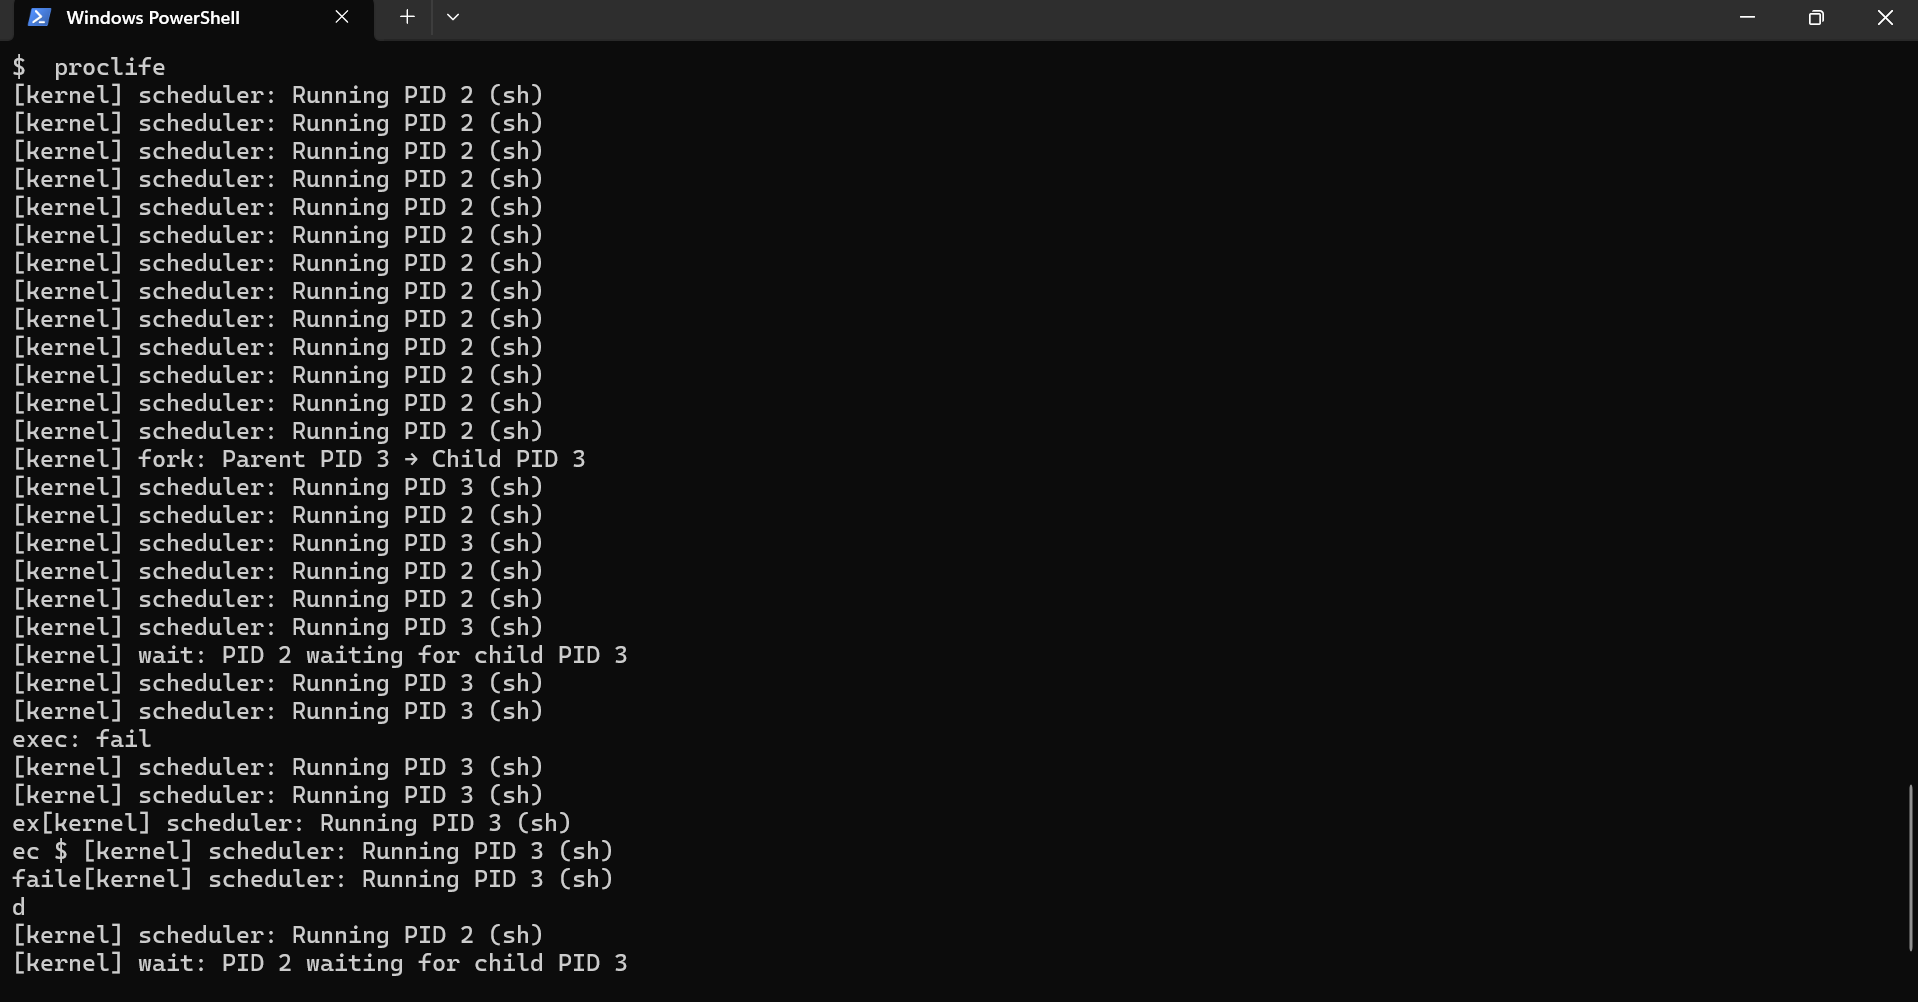 Windows PowerShell
$  proclife
[kernel] scheduler: Running PID 2 (sh)
[kernel] scheduler: Running PID 2 (sh)
[kernel] scheduler: Running PID 2 (sh)
[kernel] scheduler: Running PID 2 (sh)
[kernel] scheduler: Running PID 2 (sh)
[kernel] scheduler: Running PID 2 (sh)
[kernel] scheduler: Running PID 2 (sh)
[kernel] scheduler: Running PID 2 (sh)
[kernel] scheduler: Running PID 2 (sh)
[kernel] scheduler: Running PID 2 (sh)
[kernel] scheduler: Running PID 2 (sh)
[kernel] scheduler: Running PID 2 (sh)
[kernel] scheduler: Running PID 2 (sh)
[kernel] fork: Parent PID 3 → Child PID 3
[kernel] scheduler: Running PID 3 (sh)
[kernel] scheduler: Running PID 2 (sh)
[kernel] scheduler: Running PID 3 (sh)
[kernel] scheduler: Running PID 2 (sh)
[kernel] scheduler: Running PID 2 (sh)
[kernel] scheduler: Running PID 3 (sh)
[kernel] wait: PID 2 waiting for child PID 3
[kernel] scheduler: Running PID 3 (sh)
[kernel] scheduler: Running PID 3 (sh)
exec: fail
[kernel] scheduler: Running PID 3 (sh)
[kernel] scheduler: Running PID 3 (sh)
ex[kernel] scheduler: Running PID 3 (sh)
ec $ [kernel] scheduler: Running PID 3 (sh)
faile[kernel] scheduler: Running PID 3 (sh)
d
[kernel] scheduler: Running PID 2 (sh)
[kernel] wait: PID 2 waiting for child PID 3